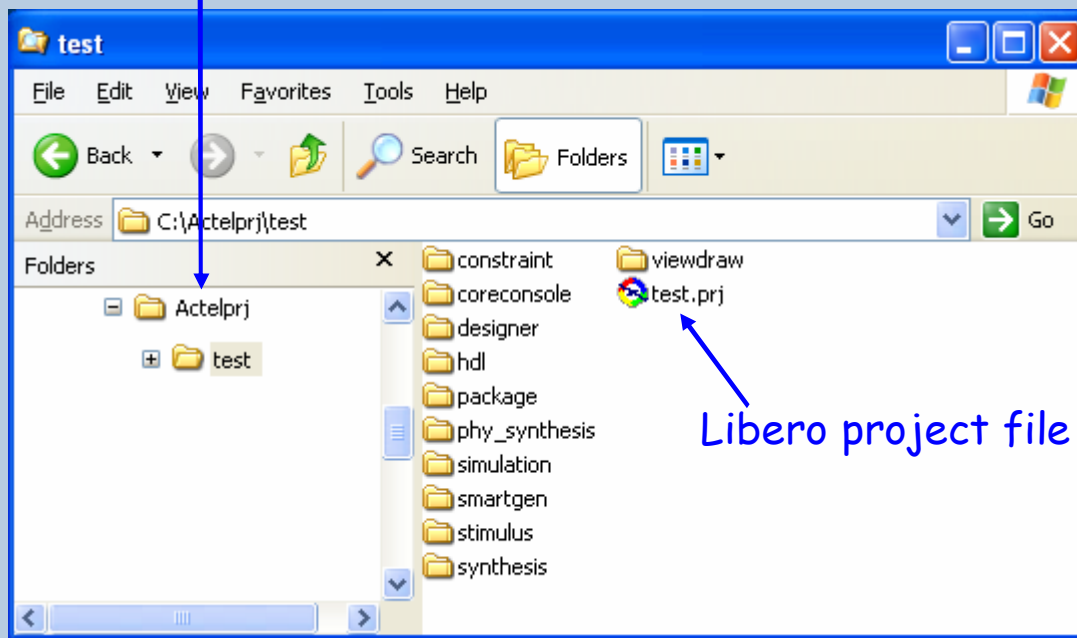 test
File Edit View Favorites Tools Help
Back Search Folders
Address C:\Actelprj\test Go
Folders
Actelprj
test
constraint
coreconsole
designer
hdl
package
phy_synthesis
simulation
smartgen
stimulus
synthesis
viewdraw
test.prj
Libero project file